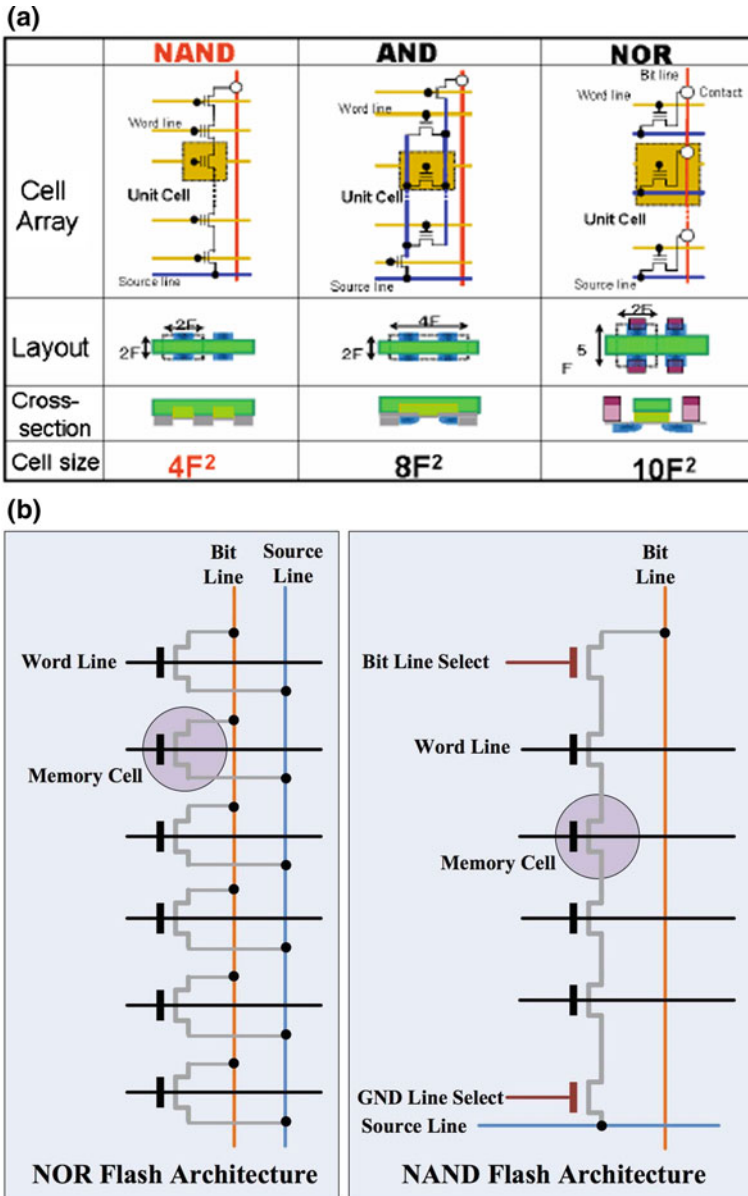 (a)
NAND AND NOR
Cell Array
Word line
Unit Cell
Source line
Word line
Unit Cell
Source line
Bit line
Word line
Contact
Unit Cell
Source line
Layout
2F
2F
4F
2F
2F
5
F
Cross-section
Cell size
4F²
8F²
10F²
(b)
Bit Line
Source Line
Word Line
Memory Cell
NOR Flash Architecture
Bit Line
Bit Line Select
Word Line
Memory Cell
GND Line Select
Source Line
NAND Flash Architecture